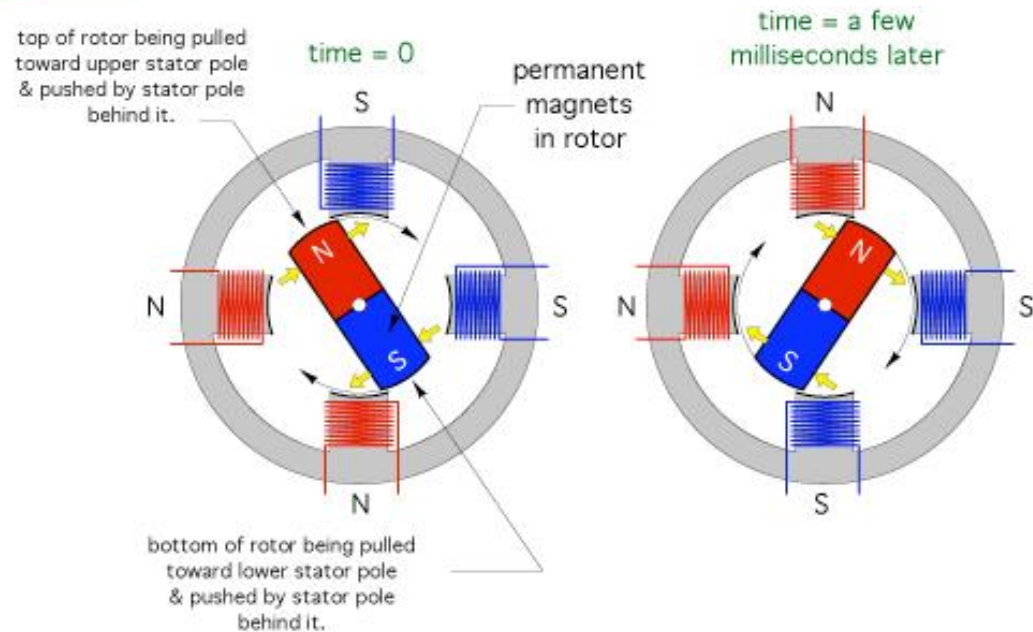 top of rotor being pulled
toward upper stator pole
& pushed by stator pole
behind it.
time = 0
permanent
magnets
in rotor
time = a few
milliseconds later
S
N
S
N
N
S
N
N
S
S
N
S
bottom of rotor being pulled
toward lower stator pole
& pushed by stator pole
behind it.